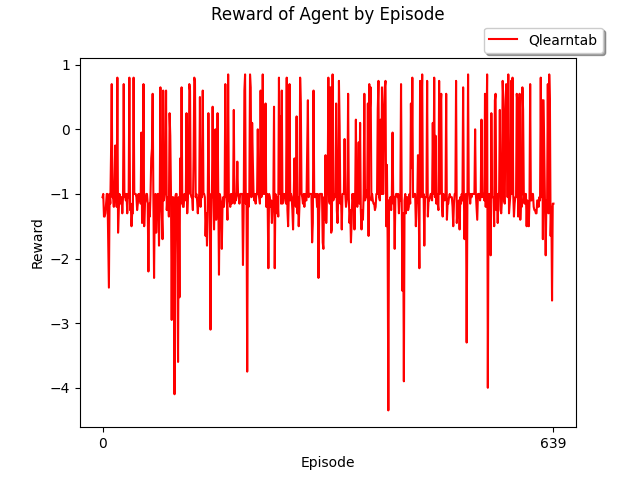 Reward of Agent by Episode
Qlearntab
1
0
−1
−2
−3
−4
Reward
0
639
Episode